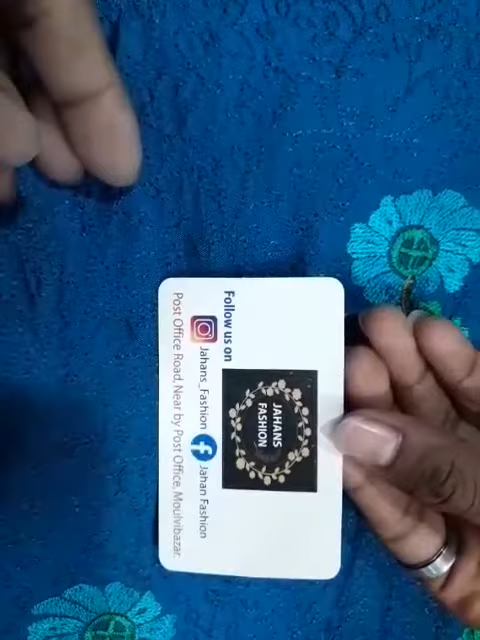 JAHANS
FASHION
Follow us on
Jahans_Fashion Jahan Fashion
Post Office Road, Near by Post Office, Moulvibazar.